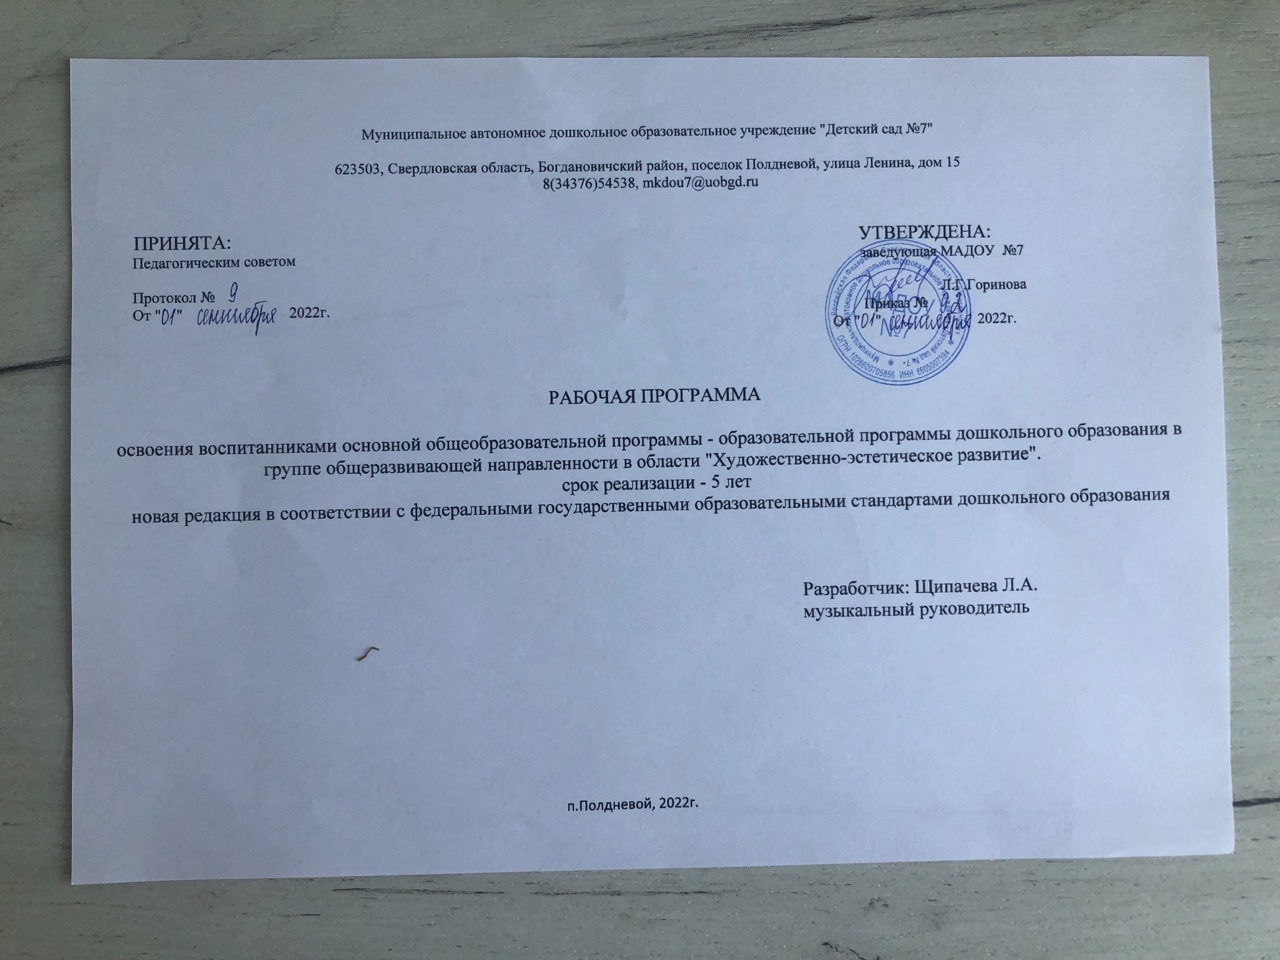 Муниципальное автономное дошкольное образовательное учреждение "Детский сад №7"
623503, Свердловская область, Богдановичский район, поселок Полдневой, улица Ленина, дом 15
8(34376)54538, mkdou7@uobgd.ru
ПРИНЯТА:
Педагогическим советом
Протокол № 9
От "01" сентября 2022г.
УТВЕРЖДЕНА:
заведующая МАДОУ №7
Л.Г.Горинова
Приказ № 92
От "01" сентября 2022г.
РАБОЧАЯ ПРОГРАММА
освоения воспитанниками основной общеобразовательной программы - образовательной программы дошкольного образования в
группе общеразвивающей направленности в области "Художественно-эстетическое развитие".
срок реализации - 5 лет
новая редакция в соответствии с федеральными государственными образовательными стандартами дошкольного образования
Разработчик: Щипачева Л.А.
музыкальный руководитель
п.Полдневой, 2022г.